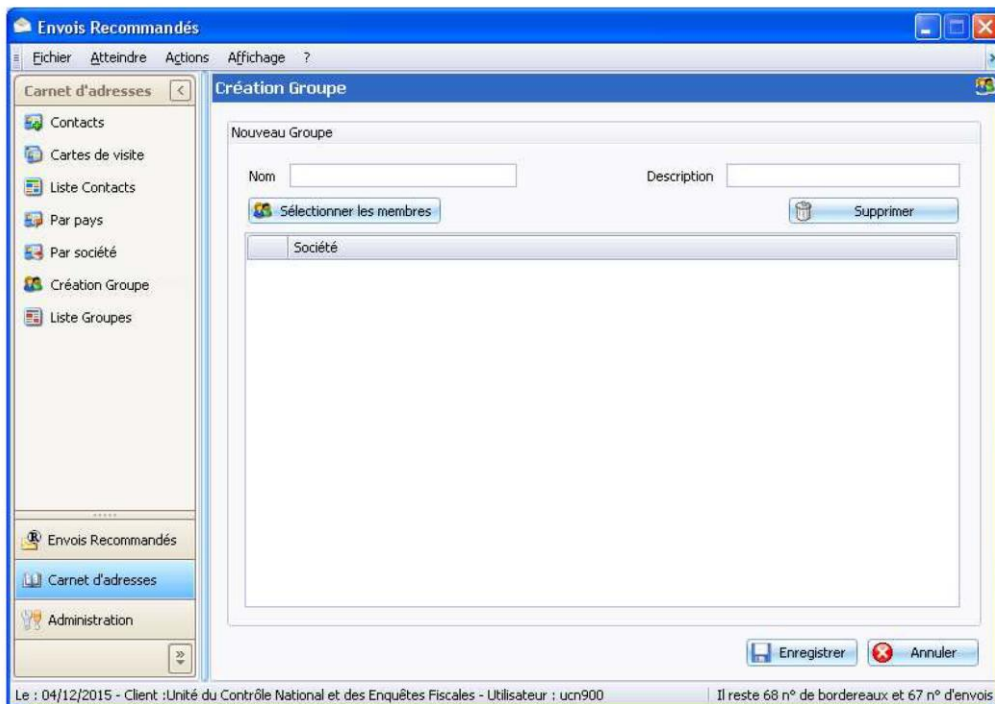 Envois Recommandés
Fichier Atteindre Actions Affichage ?
Carnet d'adresses
Création Groupe
Contacts
Cartes de visite
Liste Contacts
Par pays
Par société
Création Groupe
Liste Groupes
Nouveau Groupe
Nom
Description
Sélectionner les membres
Supprimer
Société
Envois Recommandés
Carnet d'adresses
Administration
Enregistrer
Annuler
Le : 04/12/2015 - Client :Unité du Contrôle National et des Enquêtes Fiscales - Utilisateur : ucn900
Il reste 68 n° de bordereaux et 67 n° d'envois